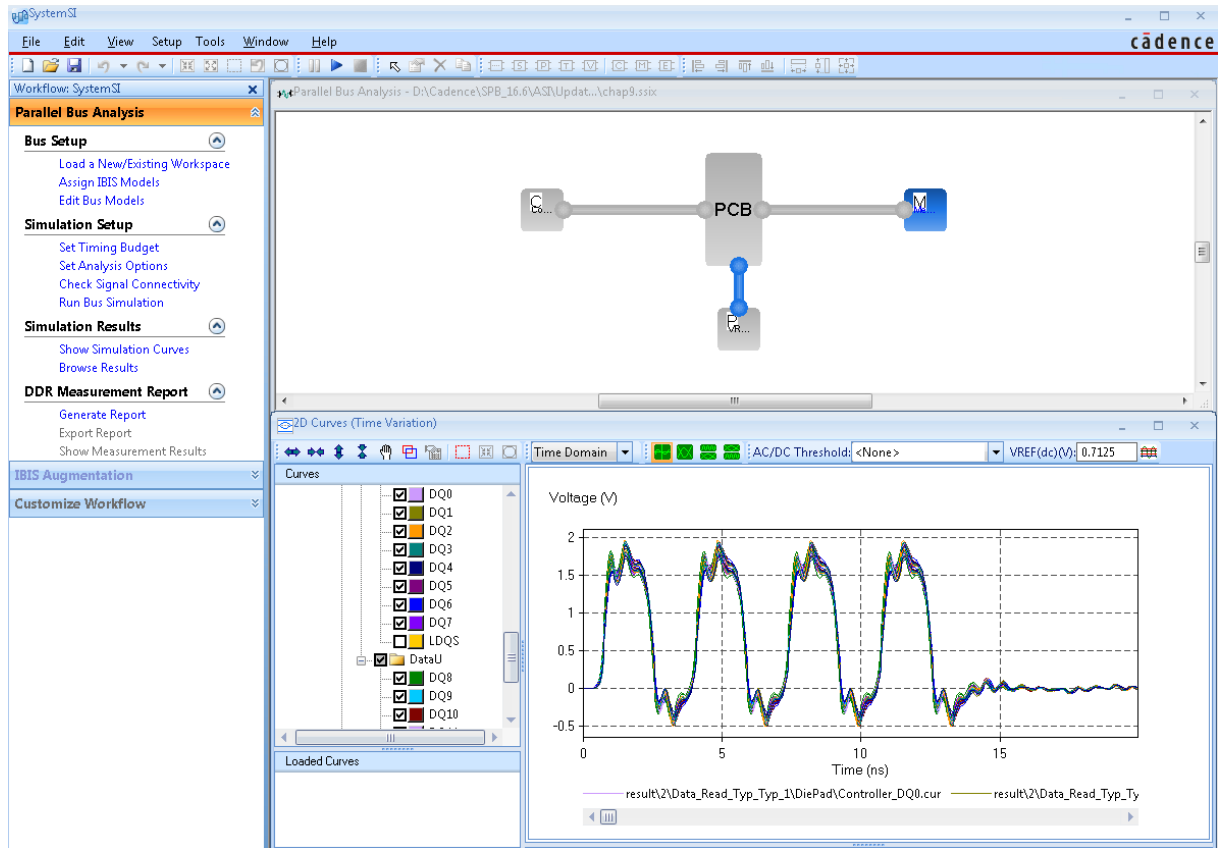 SystemSI
File Edit View Setup Tools Window Help
cādence
Workflow: SystemSI
Parallel Bus Analysis
Bus Setup
Load a New/Existing Workspace
Assign IBIS Models
Edit Bus Models
Simulation Setup
Set Timing Budget
Set Analysis Options
Check Signal Connectivity
Run Bus Simulation
Simulation Results
Show Simulation Curves
Browse Results
DDR Measurement Report
Generate Report
Export Report
Show Measurement Results
IBIS Augmentation
Customize Workflow
Parallel Bus Analysis - D:\Cadence\SPB_16.6\ASI\Updat...\chap9.ssix
C
Co...
PCB
M
P
VR...
2D Curves (Time Variation)
Time Domain
AC/DC Threshold: <None>
VREF(dc)(V): 0.7125
Curves
DQ0
DQ1
DQ2
DQ3
DQ4
DQ5
DQ6
DQ7
LDQS
DataU
DQ8
DQ9
DQ10
Loaded Curves
Voltage (V)
2
1.5
1
0.5
0
-0.5
0 5 10 15
Time (ns)
result\2\Data_Read_Typ_Typ_1\DiePad\Controller_DQ0.cur
result\2\Data_Read_Typ_Ty